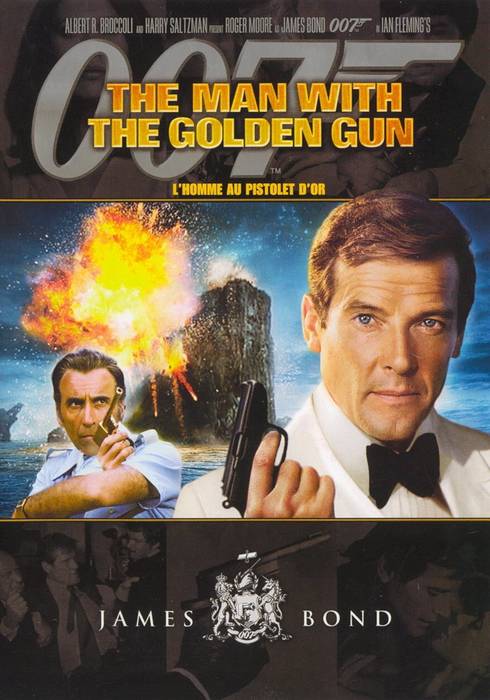 ALBERT R. BROCCOLI AND HARRY SALTZMAN PRESENT ROGER MOORE AS JAMES BOND 007 IN IAN FLEMING'S
007
THE MAN WITH
THE GOLDEN GUN
TM
L'HOMME AU PISTOLET D'OR
JAMES BOND
007